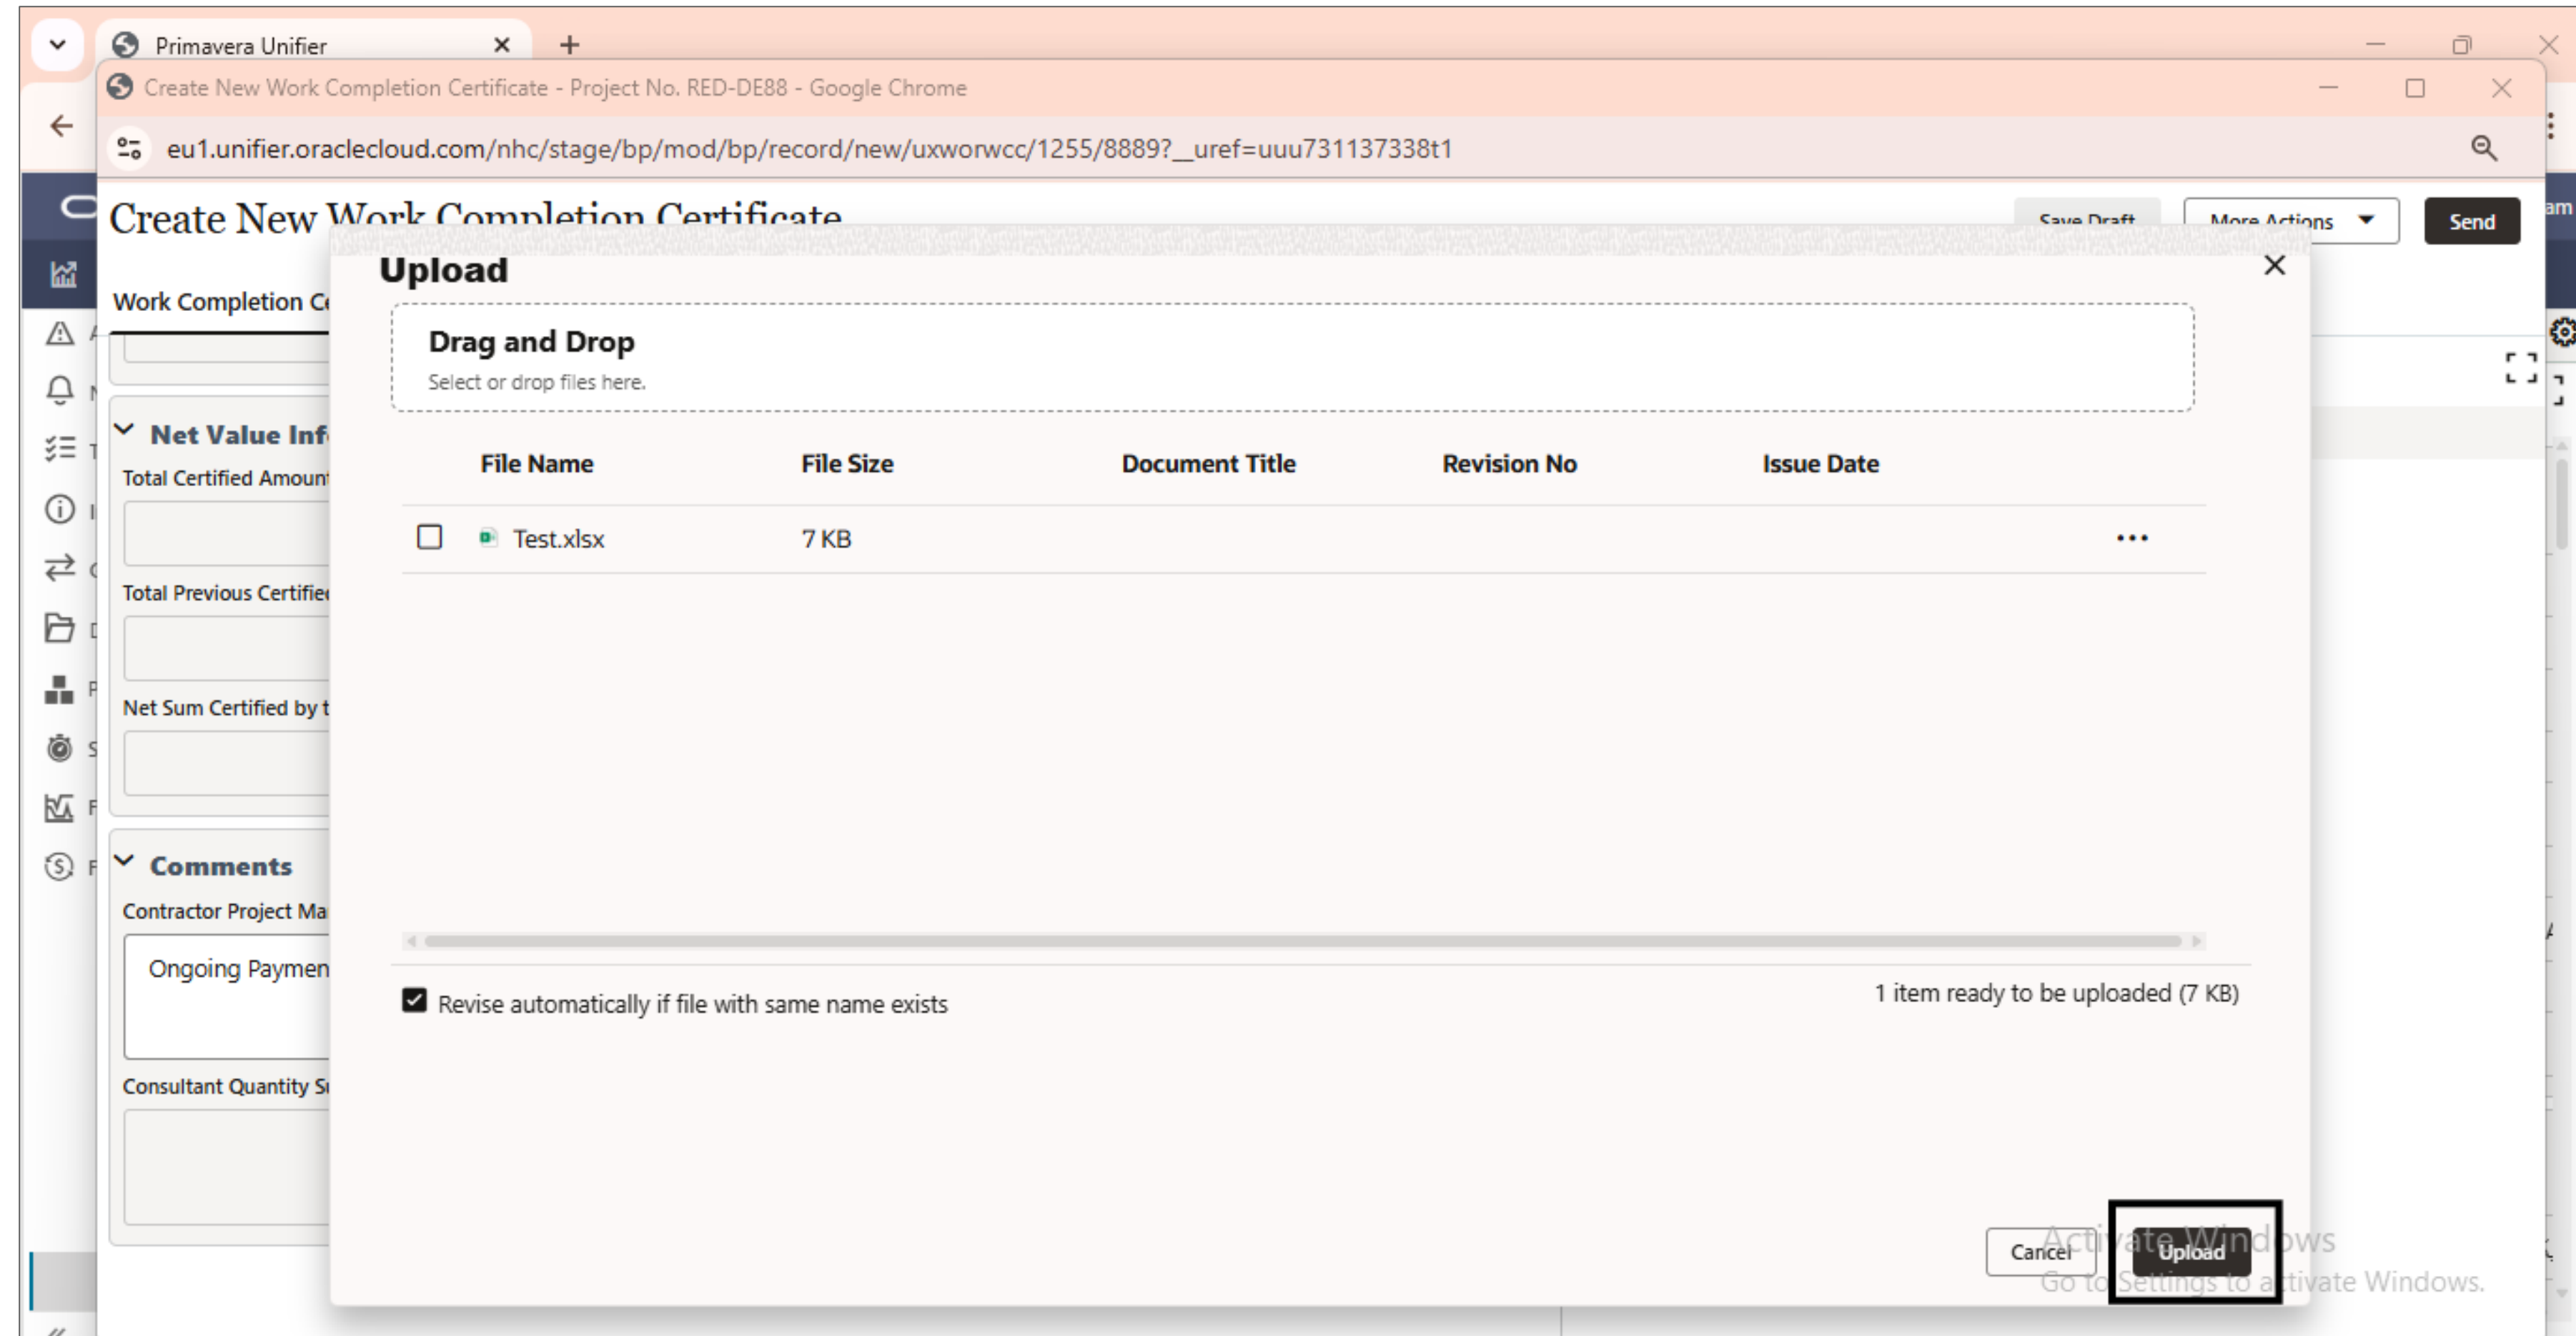 Primavera Unifier
Create New Work Completion Certificate - Project No. RED-DE88 - Google Chrome
eu1.unifier.oraclecloud.com/nhc/stage/bp/mod/bp/record/new/uxworwcc/1255/8889?__uref=uuu731137338t1
Create New Work Completion Certificate
Save Draft
More Actions
Send
Upload
Work Completion
Drag and Drop
Select or drop files here.
Net Value
Total Certified
File Name File Size Document Title Revision No Issue Date
Test.xlsx 7 KB
Total Previous
Net Sum Certified by
Comments
Contractor Project
Ongoing
Revise automatically if file with same name exists
1 item ready to be uploaded (7 KB)
Consultant Quantity
Cancel
Upload
Activate Windows
Go to Settings to activate Windows.